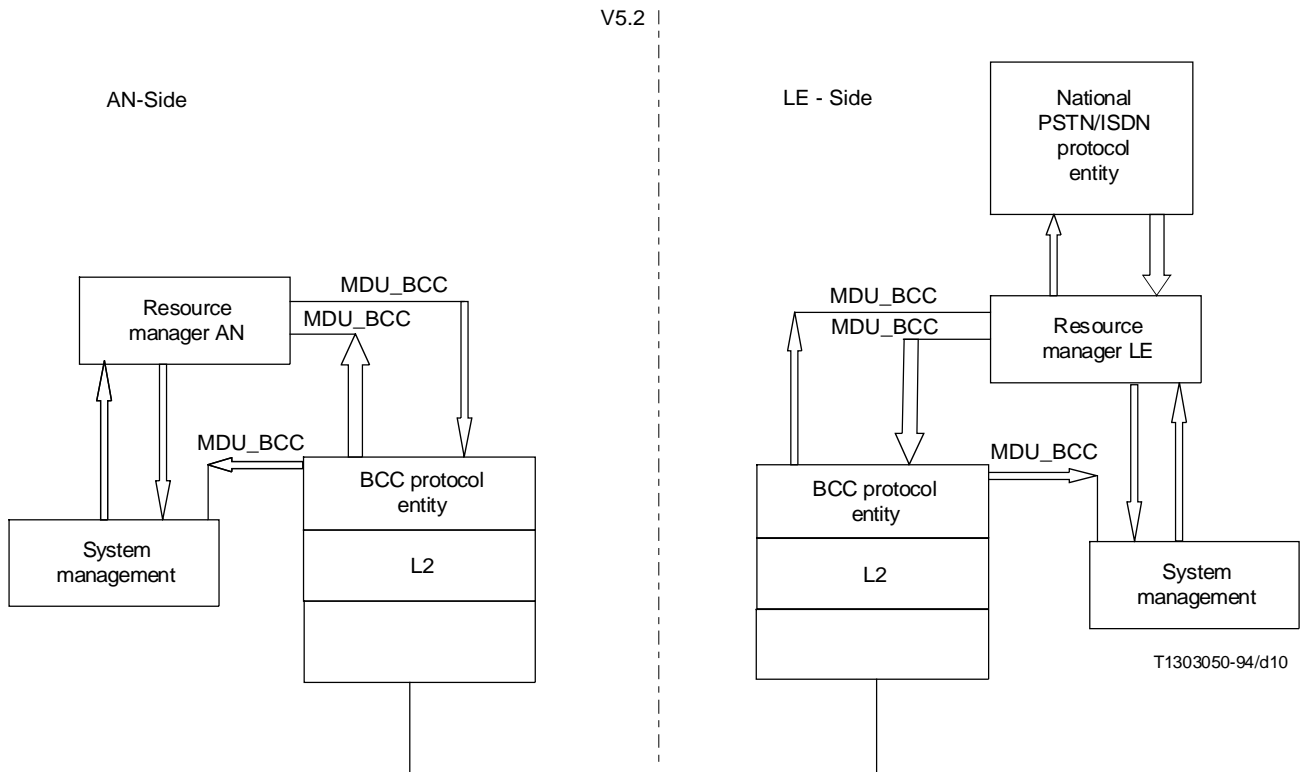 V5.2
AN-Side
LE - Side
National
PSTN/ISDN
protocol
entity
MDU_BCC
MDU_BCC
Resource
manager AN
MDU_BCC
BCC protocol
entity
L2
System
management
MDU_BCC
MDU_BCC
Resource
manager LE
MDU_BCC
BCC protocol
entity
L2
System
management
T1303050-94/d10